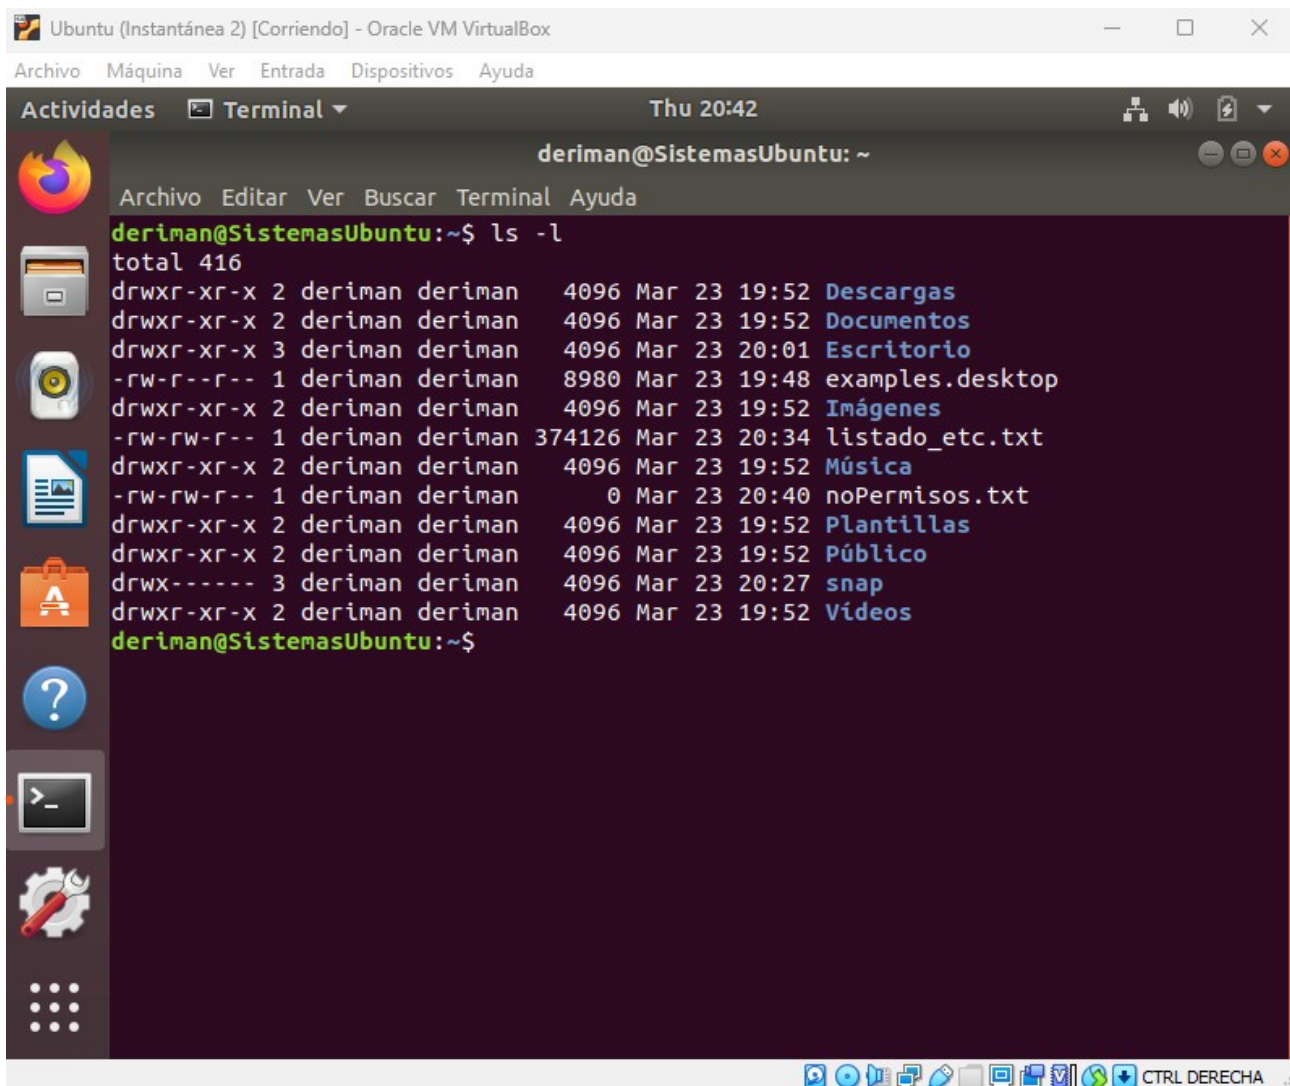 Ubuntu (Instantánea 2) [Corriendo] - Oracle VM VirtualBox
Archivo Máquina Ver Entrada Dispositivos Ayuda
Actividades Terminal Thu 20:42
deriman@SistemasUbuntu: ~
Archivo Editar Ver Buscar Terminal Ayuda
deriman@SistemasUbuntu:~$ ls -l
total 416
drwxr-xr-x 2 deriman deriman   4096 Mar 23 19:52 Descargas
drwxr-xr-x 2 deriman deriman   4096 Mar 23 19:52 Documentos
drwxr-xr-x 3 deriman deriman   4096 Mar 23 20:01 Escritorio
-rw-r--r-- 1 deriman deriman   8980 Mar 23 19:48 examples.desktop
drwxr-xr-x 2 deriman deriman   4096 Mar 23 19:52 Imágenes
-rw-rw-r-- 1 deriman deriman 374126 Mar 23 20:34 listado_etc.txt
drwxr-xr-x 2 deriman deriman   4096 Mar 23 19:52 Música
-rw-rw-r-- 1 deriman deriman      0 Mar 23 20:40 noPermisos.txt
drwxr-xr-x 2 deriman deriman   4096 Mar 23 19:52 Plantillas
drwxr-xr-x 2 deriman deriman   4096 Mar 23 19:52 Público
drwx------ 3 deriman deriman   4096 Mar 23 20:27 snap
drwxr-xr-x 2 deriman deriman   4096 Mar 23 19:52 Vídeos
deriman@SistemasUbuntu:~$
CTRL DERECHA